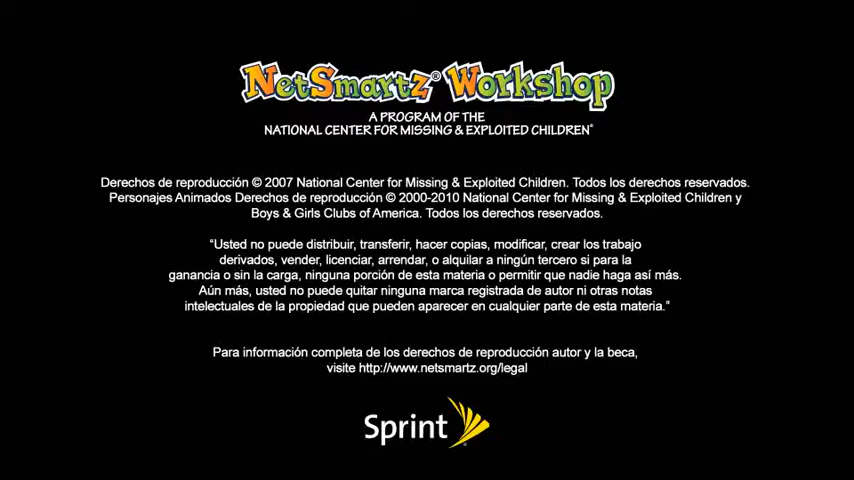 NetSmartz® Workshop
A PROGRAM OF THE
NATIONAL CENTER FOR MISSING & EXPLOITED CHILDREN®
Derechos de reproducción © 2007 National Center for Missing & Exploited Children. Todos los derechos reservados.
Personajes Animados Derechos de reproducción © 2000-2010 National Center for Missing & Exploited Children y
Boys & Girls Clubs of America. Todos los derechos reservados.
“Usted no puede distribuir, transferir, hacer copias, modificar, crear los trabajo
derivados, vender, licenciar, arrendar, o alquilar a ningún tercero si para la
ganancia o sin la carga, ninguna porción de esta materia o permitir que nadie haga así más.
Aún más, usted no puede quitar ninguna marca registrada de autor ni otras notas
intelectuales de la propiedad que pueden aparecer en cualquier parte de esta materia.”
Para información completa de los derechos de reproducción autor y la beca,
visite http://www.netsmartz.org/legal
Sprint